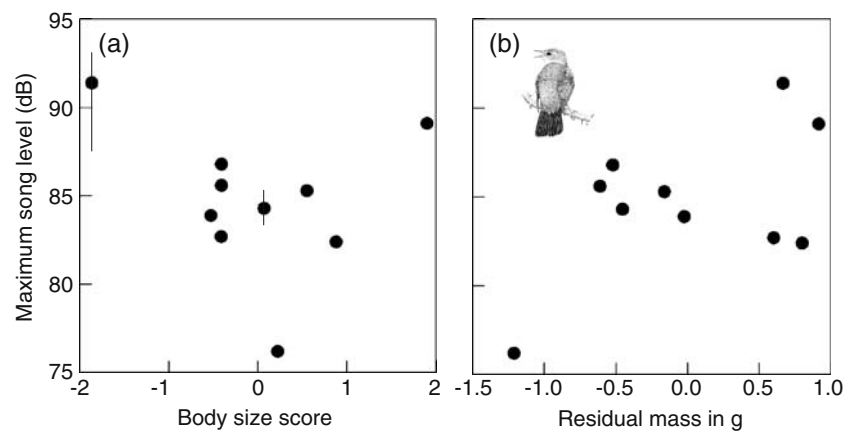 (a)
(b)
Maximum song level (dB)
95
90
85
80
75
-2 -1 0 1 2
-1.5 -1.0 -0.5 0.0 0.5 1.0
Body size score
Residual mass in g